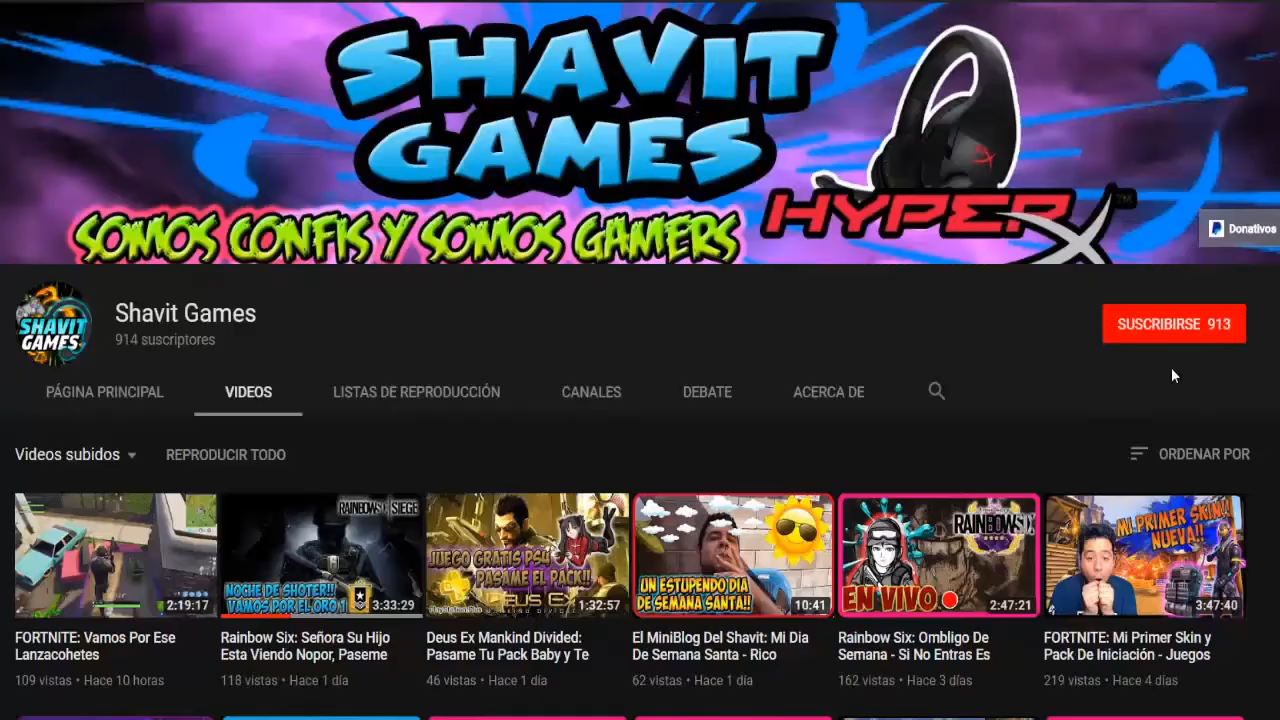 SHAVIT
GAMES
SOMOS CONFIS Y SOMOS GAMERS
HYPERX™
Donativos
SHAVIT
GAMES
Shavit Games
914 suscriptores
SUSCRIBIRSE 913
PÁGINA PRINCIPAL VIDEOS LISTAS DE REPRODUCCIÓN CANALES DEBATE ACERCA DE
Videos subidos REPRODUCIR TODO ORDENAR POR
2:19:17
RAINBOW SIX SIEGE
NOCHE DE SHOTER!!
VAMOS POR EL ORO 1
3:33:29
JUEGO GRATIS PS4
PASAME EL PACK!!
DEUS EX
1:32:57
UN ESTUPENDO DIA
DE SEMANA SANTA!!
10:41
RAINBOW SIX
EN VIVO
2:47:21
MI PRIMER SKIN!!
NUEVA!!
3:47:40
FORTNITE: Vamos Por Ese
Lanzacohetes
109 vistas • Hace 10 horas
Rainbow Six: Señora Su Hijo
Esta Viendo Nopor, Paseme
118 vistas • Hace 1 día
Deus Ex Mankind Divided:
Pasame Tu Pack Baby y Te
46 vistas • Hace 1 día
El MiniBlog Del Shavit: Mi Dia
De Semana Santa - Rico
62 vistas • Hace 1 día
Rainbow Six: Ombligo De
Semana - Si No Entras Es
162 vistas • Hace 3 días
FORTNITE: Mi Primer Skin y
Pack De Iniciación - Juegos
219 vistas • Hace 4 días